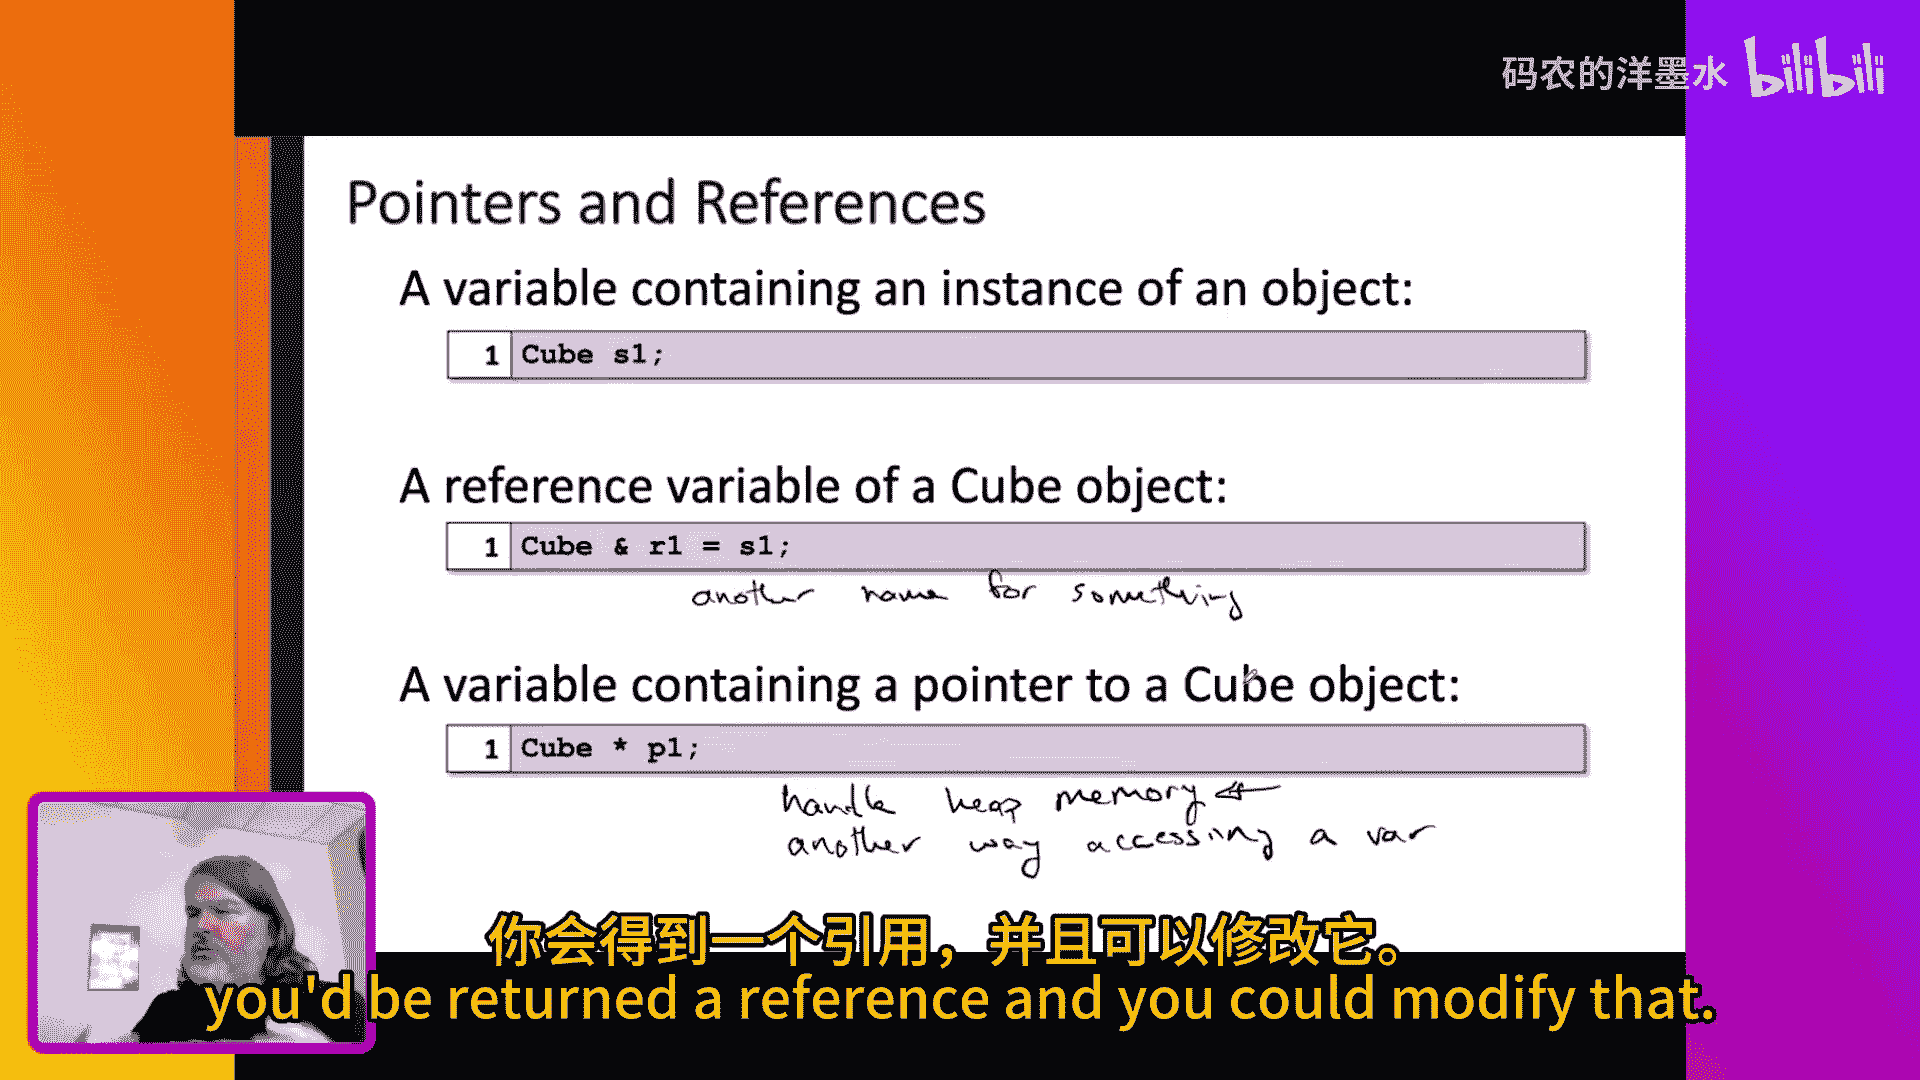 码农的洋墨水 bilibili
Pointers and References
A variable containing an instance of an object:
1 Cube s1;
A reference variable of a Cube object:
1 Cube & r1 = s1;
another name for something
A variable containing a pointer to a Cube object:
1 Cube * p1;
handle heap memory ←
another way accessing a var
你会得到一个引用，并且可以修改它。
you'd be returned a reference and you could modify that.